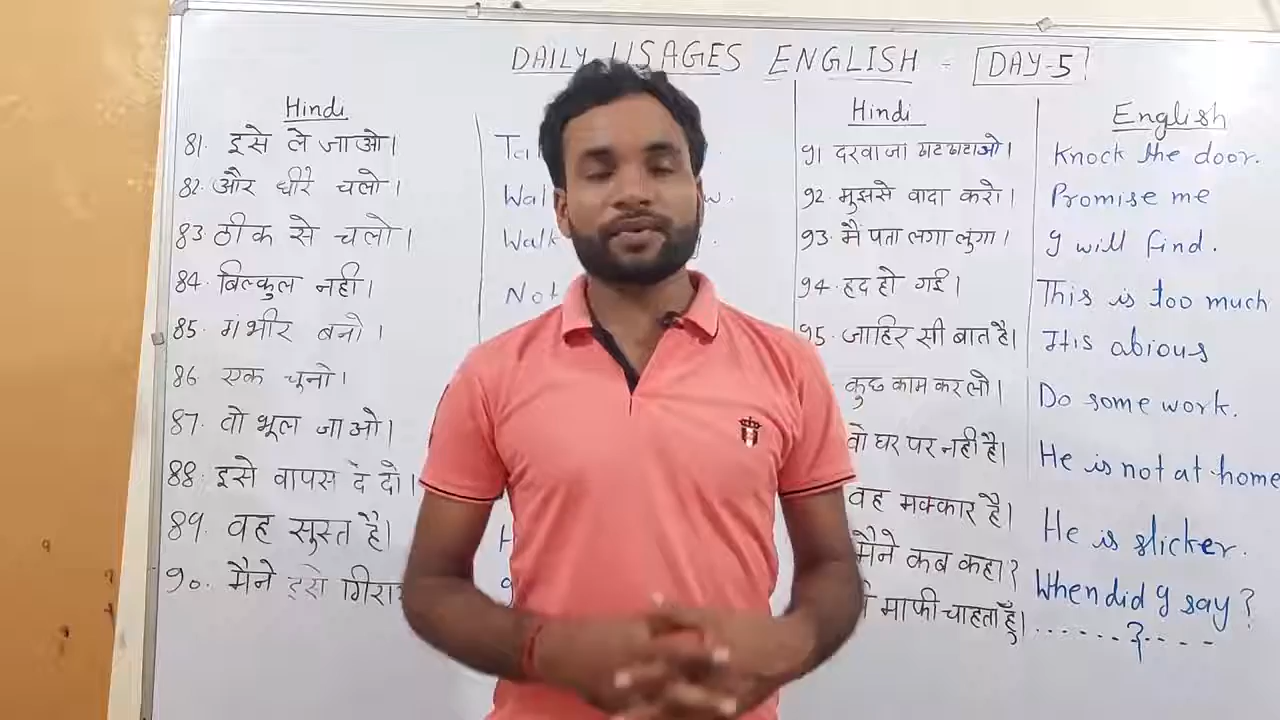 DAILY USAGES ENGLISH - DAY-5
Hindi
81. इसे ले जाओ।
82. और धीरे चलो।
83. ठीक से चलो।
84. बिल्कुल नही।
85. गंभीर बनो।
86. एक चूनो।
87. तो भूल जाओ।
88. इसे वापस दे दो।
89. वह सुस्त है।
90. मैने इसे
Walk
Not
Hindi
91 दरवाजा खटखटाओ।
92. मुझसे वादा करो।
93. मैं पता लगा लुंगा।
94. हद हो गई।
95. जाहिर सी बात है।
कुछ काम कर लो।
वो घर पर नही है।
वह मक्कार है।
मैने कब कहा?
माफी चाहता हूँ।
English
Knock the door.
Promise me
I will find.
This is too much
It is abious
Do some work.
He is not at home
He is slicker.
When did I say?
......?....